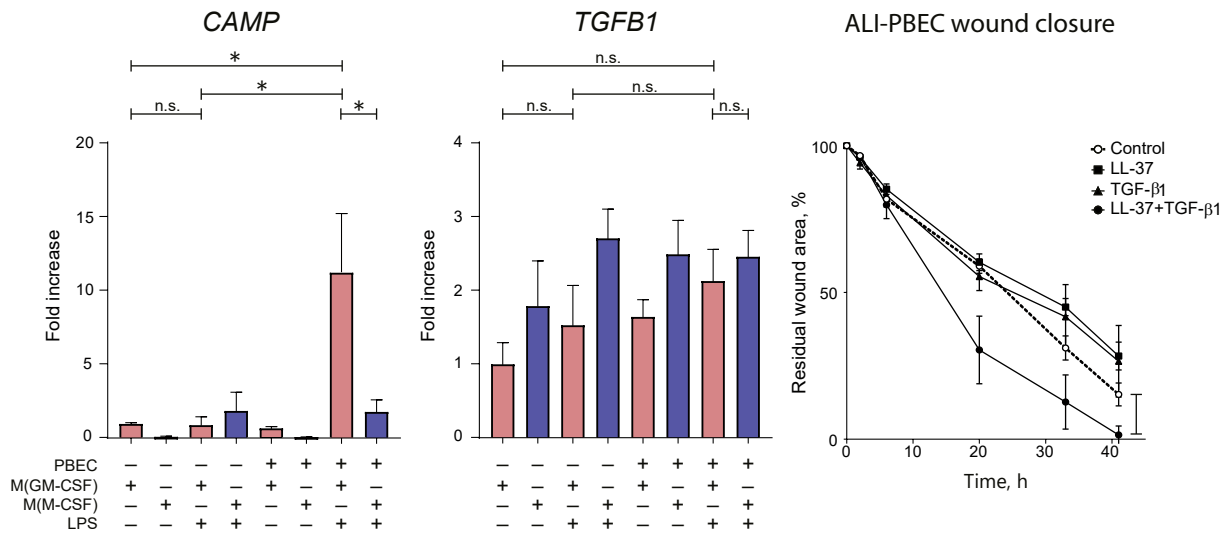 CAMP
*
n.s.
*
*
20
15
10
5
0
Fold increase
PBEC – – – – + + + +
M(GM-CSF) + – + – + – + –
M(M-CSF) – + – + – + – +
LPS – – + + – – + +
TGFB1
n.s.
n.s.
n.s.
n.s.
4
3
2
1
0
Fold increase
– – – – + + + +
+ – + – + – + –
– + – + – + – +
– – + + – – + +
ALI-PBEC wound closure
Control
LL-37
TGF-β1
LL-37+TGF-β1
100
50
0
Residual wound area, %
0 10 20 30 40
Time, h